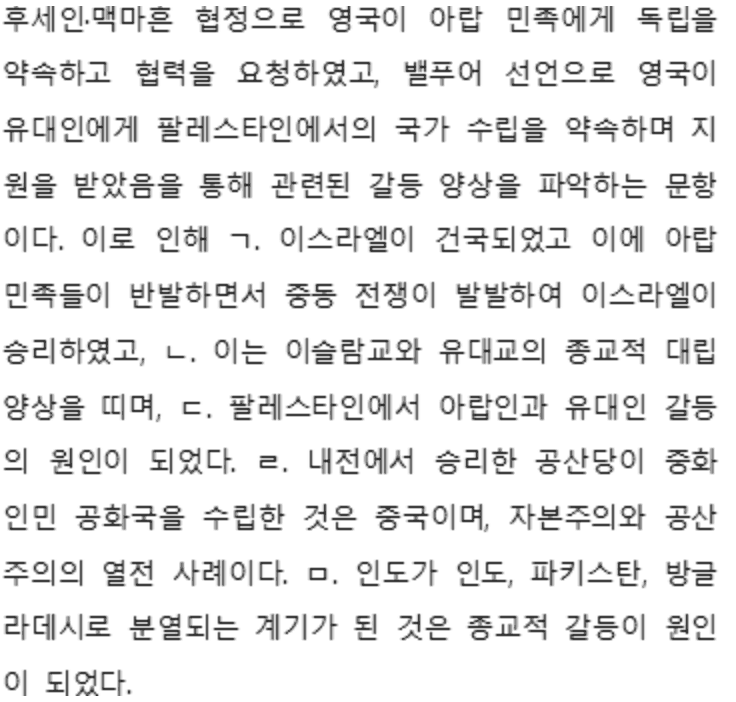 후세인·맥마흔 협정으로 영국이 아랍 민족에게 독립을
약속하고 협력을 요청하였고, 밸푸어 선언으로 영국이
유대인에게 팔레스타인에서의 국가 수립을 약속하며 지
원을 받았음을 통해 관련된 갈등 양상을 파악하는 문항
이다. 이로 인해 ㄱ. 이스라엘이 건국되었고 이에 아랍
민족들이 반발하면서 중동 전쟁이 발발하여 이스라엘이
승리하였고, ㄴ. 이는 이슬람교와 유대교의 종교적 대립
양상을 띠며, ㄷ. 팔레스타인에서 아랍인과 유대인 갈등
의 원인이 되었다. ㄹ. 내전에서 승리한 공산당이 중화
인민 공화국을 수립한 것은 중국이며, 자본주의와 공산
주의의 열전 사례이다. ㅁ. 인도가 인도, 파키스탄, 방글
라데시로 분열되는 계기가 된 것은 종교적 갈등이 원인
이 되었다.